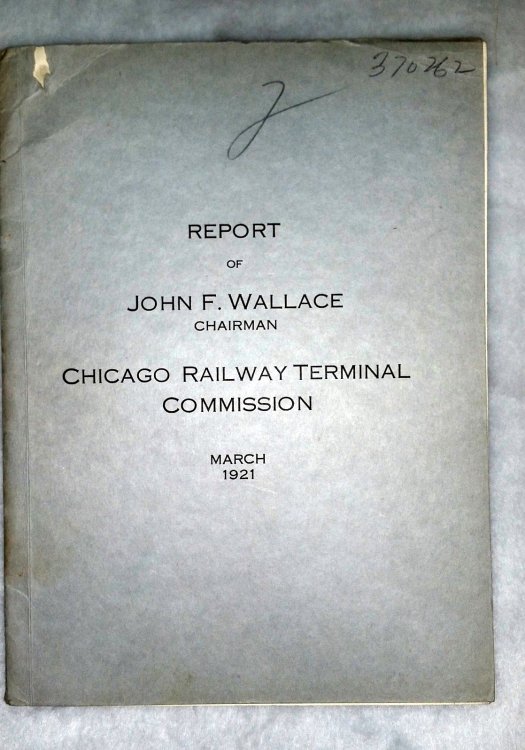 370262
REPORT
OF
JOHN F. WALLACE
CHAIRMAN
CHICAGO RAILWAY TERMINAL
COMMISSION
MARCH
1921